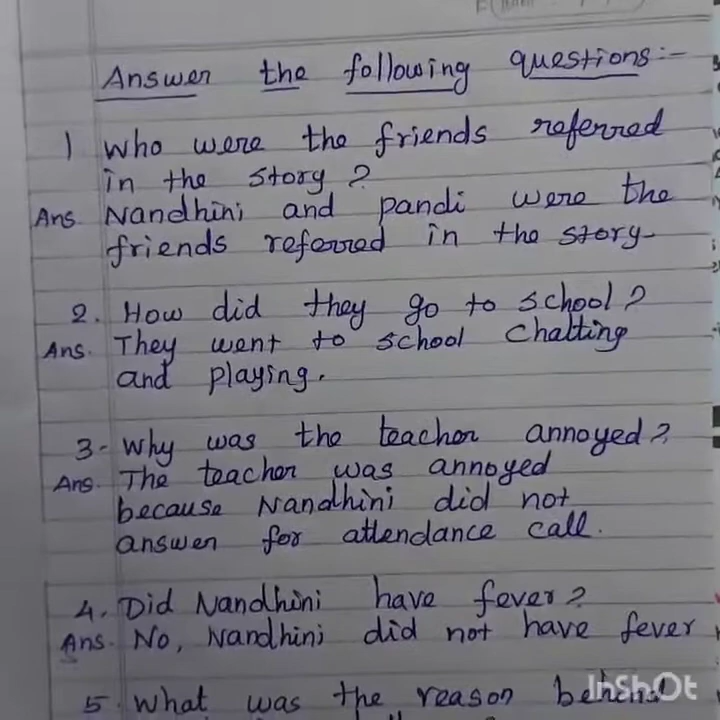 Answer the following questions:-
1 Who were the friends referred
in the story?
Ans. Nandhini and pandi were the
friends referred in the story-
2. How did they go to school?
Ans. They went to school chatting
and playing.
3- Why was the teacher annoyed?
Ans. The teacher was annoyed
because Nandhini did not
answer for attendance call.
4. Did Nandhini have fever?
Ans. No, Nandhini did not have fever
5. What was the reason behind
InShOt